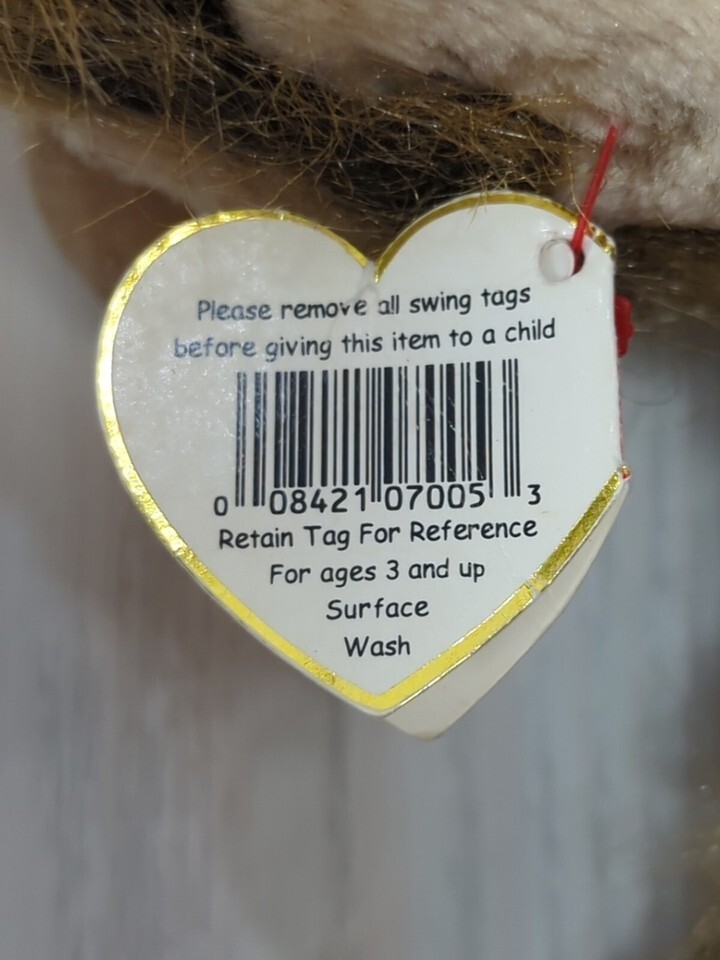 Please remove all swing tags
before giving this item to a child
0 08421 07005 3
Retain Tag For Reference
For ages 3 and up
Surface
Wash